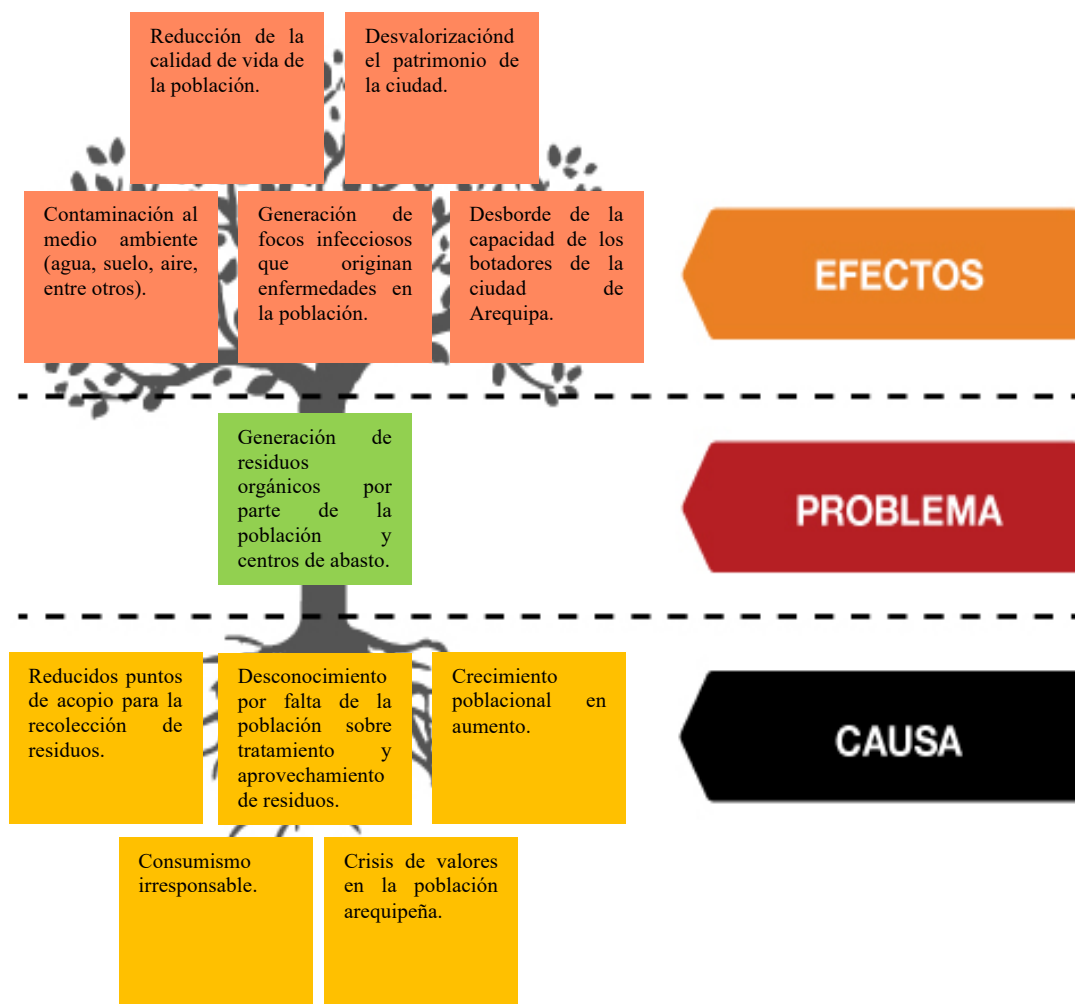 Reducción de la
calidad de vida de
la población.
Desvalorizaciónd
el patrimonio de
la ciudad.
Contaminación al
medio ambiente
(agua, suelo, aire,
entre otros).
Generación de
focos infecciosos
que originan
enfermedades en
la población.
Desborde de la
capacidad de los
botadores de la
ciudad de
Arequipa.
EFECTOS
Generación de
residuos
orgánicos por
parte de la
población y
centros de abasto.
PROBLEMA
Reducidos puntos
de acopio para la
recolección de
residuos.
Desconocimiento
por falta de la
población sobre
tratamiento y
aprovechamiento
de residuos.
Crecimiento
poblacional en
aumento.
CAUSA
Consumismo
irresponsable.
Crisis de valores
en la población
arequipeña.